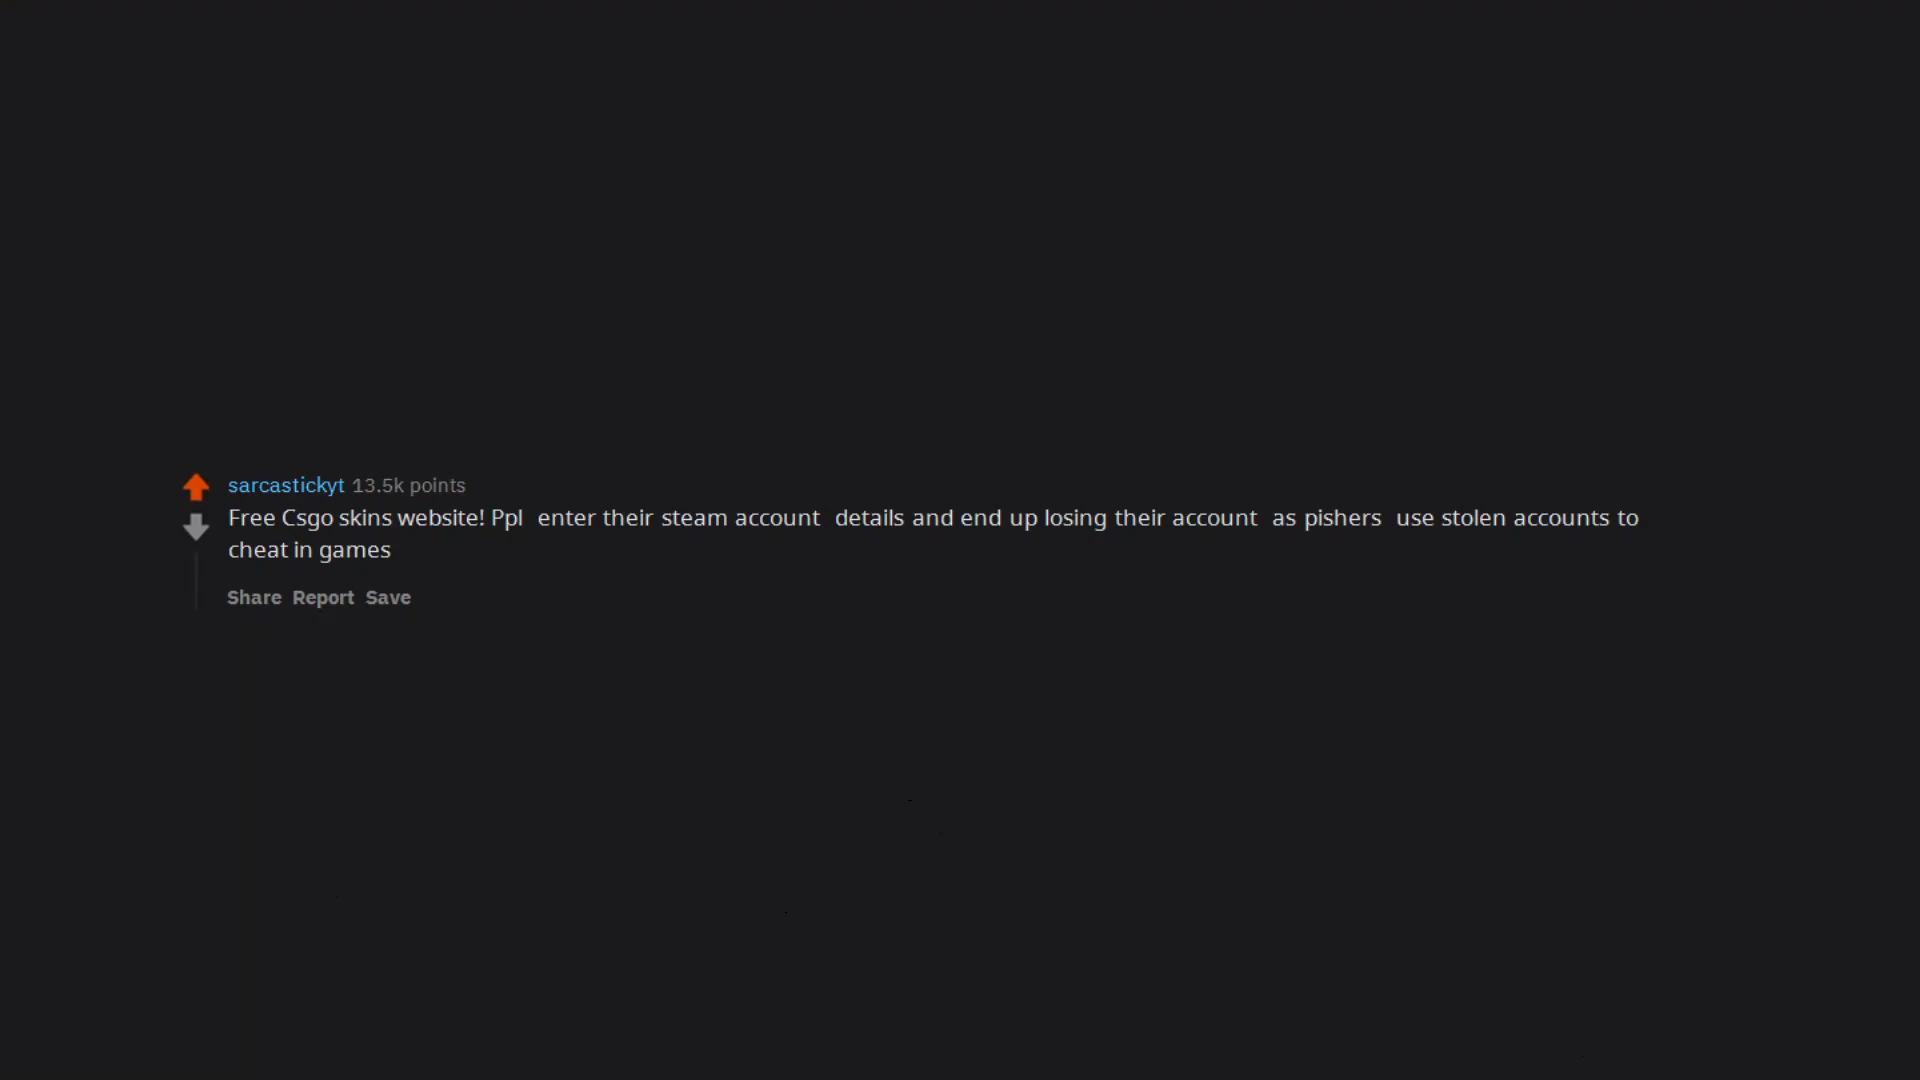 sarcastickyt 13.5k points
Free Csgo skins website! Ppl enter their steam account details and end up losing their account as pishers use stolen accounts to
cheat in games
Share Report Save